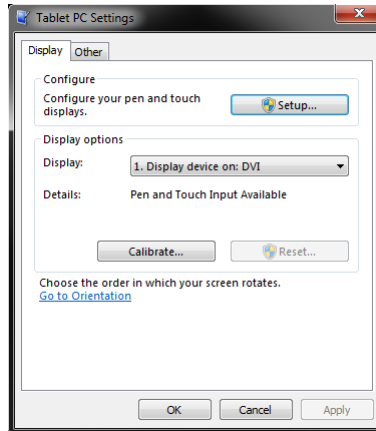 Tablet PC Settings
Display
Other
Configure
Configure your pen and touch
displays.
Setup...
Display options
Display:
1. Display device on: DVI
Details:
Pen and Touch Input Available
Calibrate...
Reset...
Choose the order in which your screen rotates.
Go to Orientation
OK
Cancel
Apply